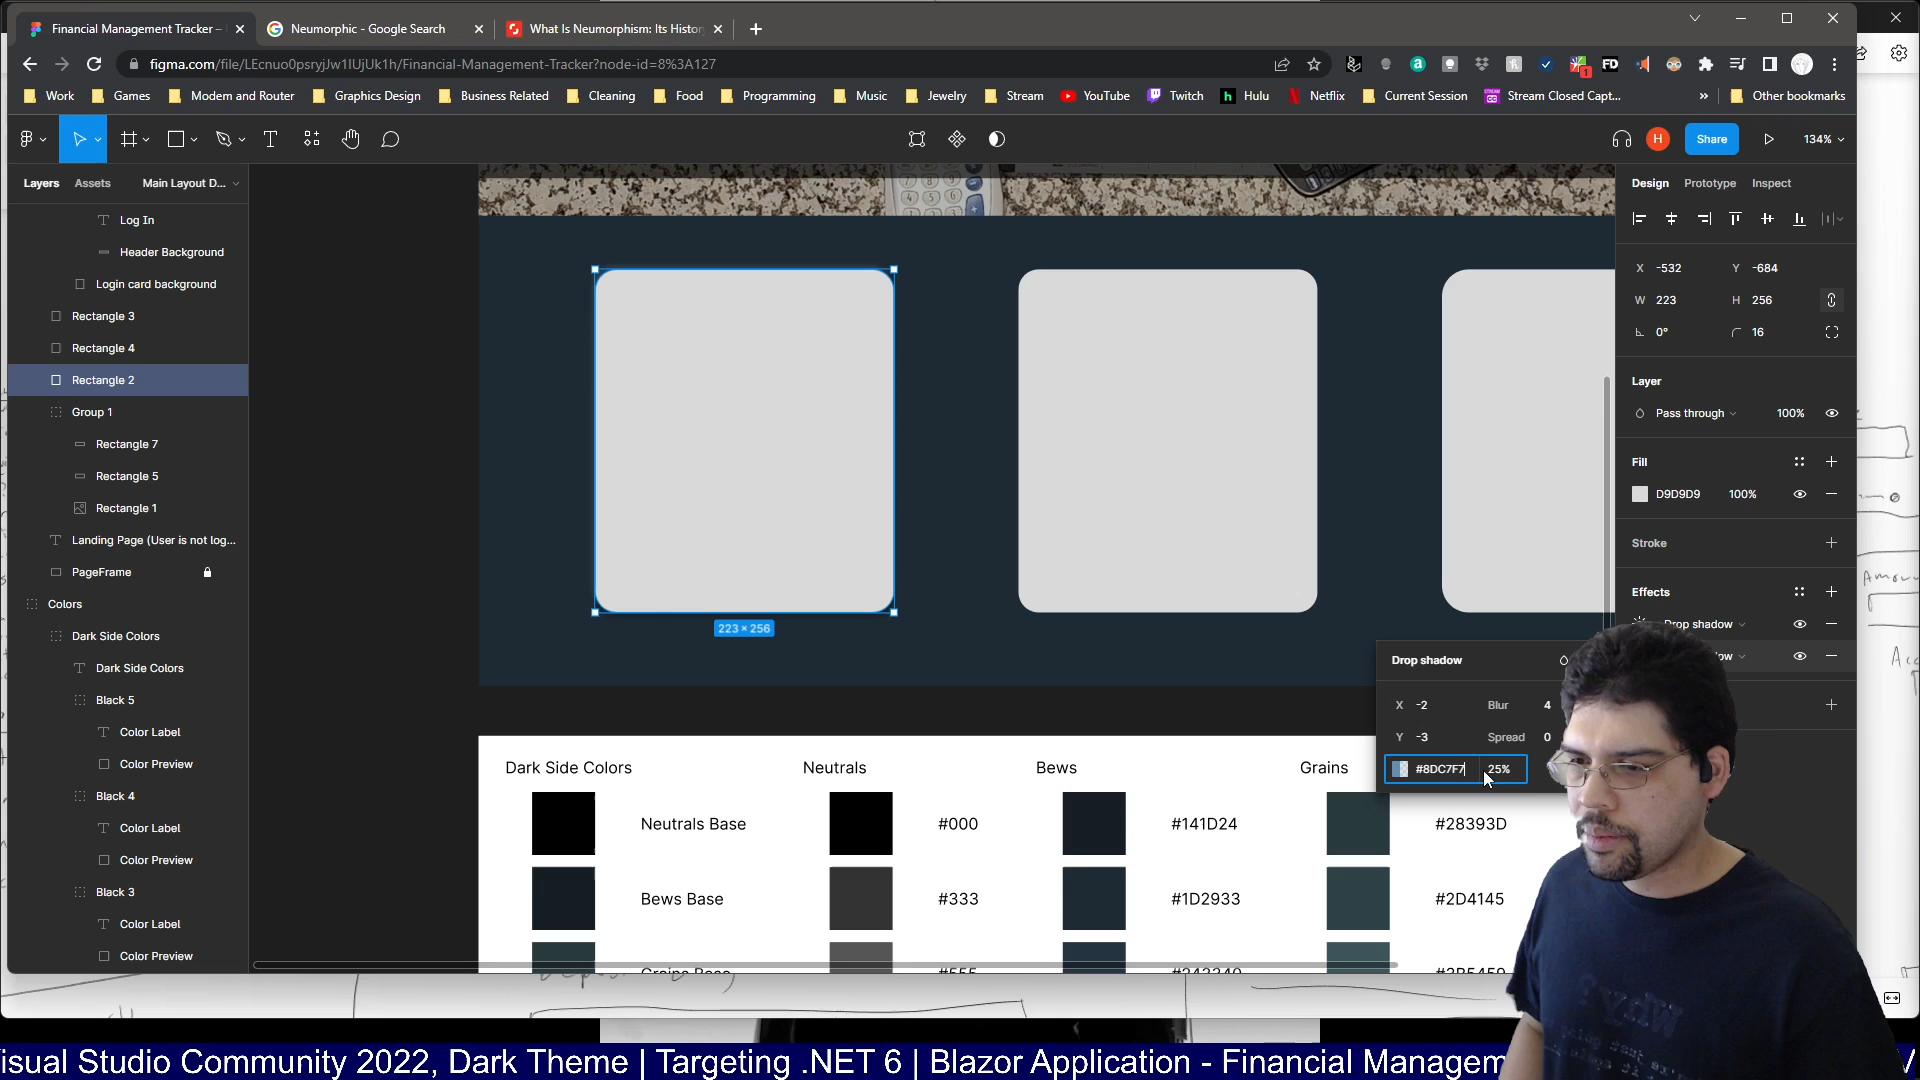 Financial Management Tracker –
Neumorphic - Google Search
What Is Neumorphism: Its Histor
figma.com/file/LEcnuo0psryjJw1IUjUk1h/Financial-Management-Tracker?node-id=8%3A127
Work
Games
Modem and Router
Graphics Design
Business Related
Cleaning
Food
Programming
Music
Jewelry
Stream
YouTube
Twitch
Hulu
Netflix
Current Session
Stream Closed Capt...
»
Other bookmarks
H
Share
134%
Layers
Assets
Main Layout D...
Design
Prototype
Inspect
Log In
Header Background
Login card background
Rectangle 3
Rectangle 4
Rectangle 2
Group 1
Rectangle 7
Rectangle 5
Rectangle 1
Landing Page (User is not log...
PageFrame
Colors
Dark Side Colors
Dark Side Colors
Black 5
Color Label
Color Preview
Black 4
Color Label
Color Preview
Black 3
Color Label
Color Preview
223 × 256
X -532
Y -684
W 223
H 256
0°
16
Layer
Pass through
100%
Fill
D9D9D9
100%
Stroke
Effects
Drop shadow
ow
Drop shadow
X -2
Blur 4
Y -3
Spread 0
#8DC7F7
25%
Dark Side Colors
Neutrals
Bews
Grains
Neutrals Base
#000
#141D24
#28393D
Bews Base
#333
#1D2933
#2D4145
Grains Base
#555
isual Studio Community 2022, Dark Theme | Targeting .NET 6 | Blazor Application - Financial Managem